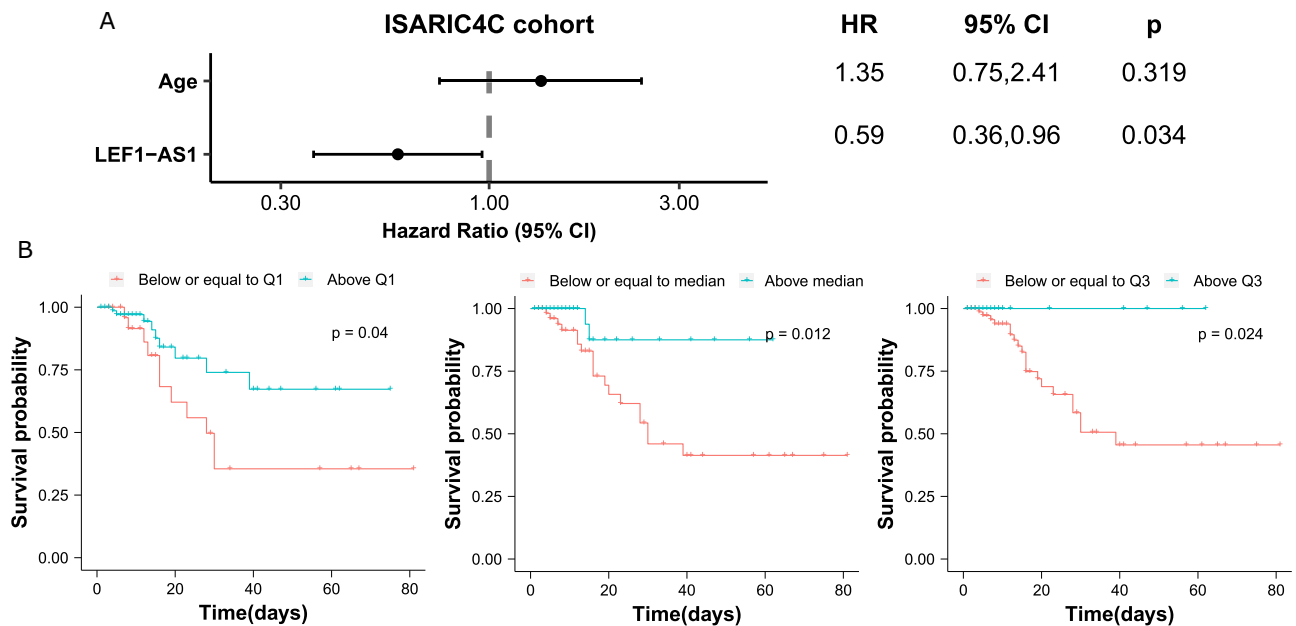 A
ISARIC4C cohort
HR 95% CI p
Age
1.35 0.75,2.41 0.319
LEF1−AS1
0.59 0.36,0.96 0.034
0.30 1.00 3.00
Hazard Ratio (95% CI)
B
Below or equal to Q1 Above Q1
Survival probability
1.00
0.75
0.50
0.25
0.00
p = 0.04
0 20 40 60 80
Time(days)
Below or equal to median Above median
Survival probability
1.00
0.75
0.50
0.25
0.00
p = 0.012
0 20 40 60 80
Time(days)
Below or equal to Q3 Above Q3
Survival probability
1.00
0.75
0.50
0.25
0.00
p = 0.024
0 20 40 60 80
Time(days)